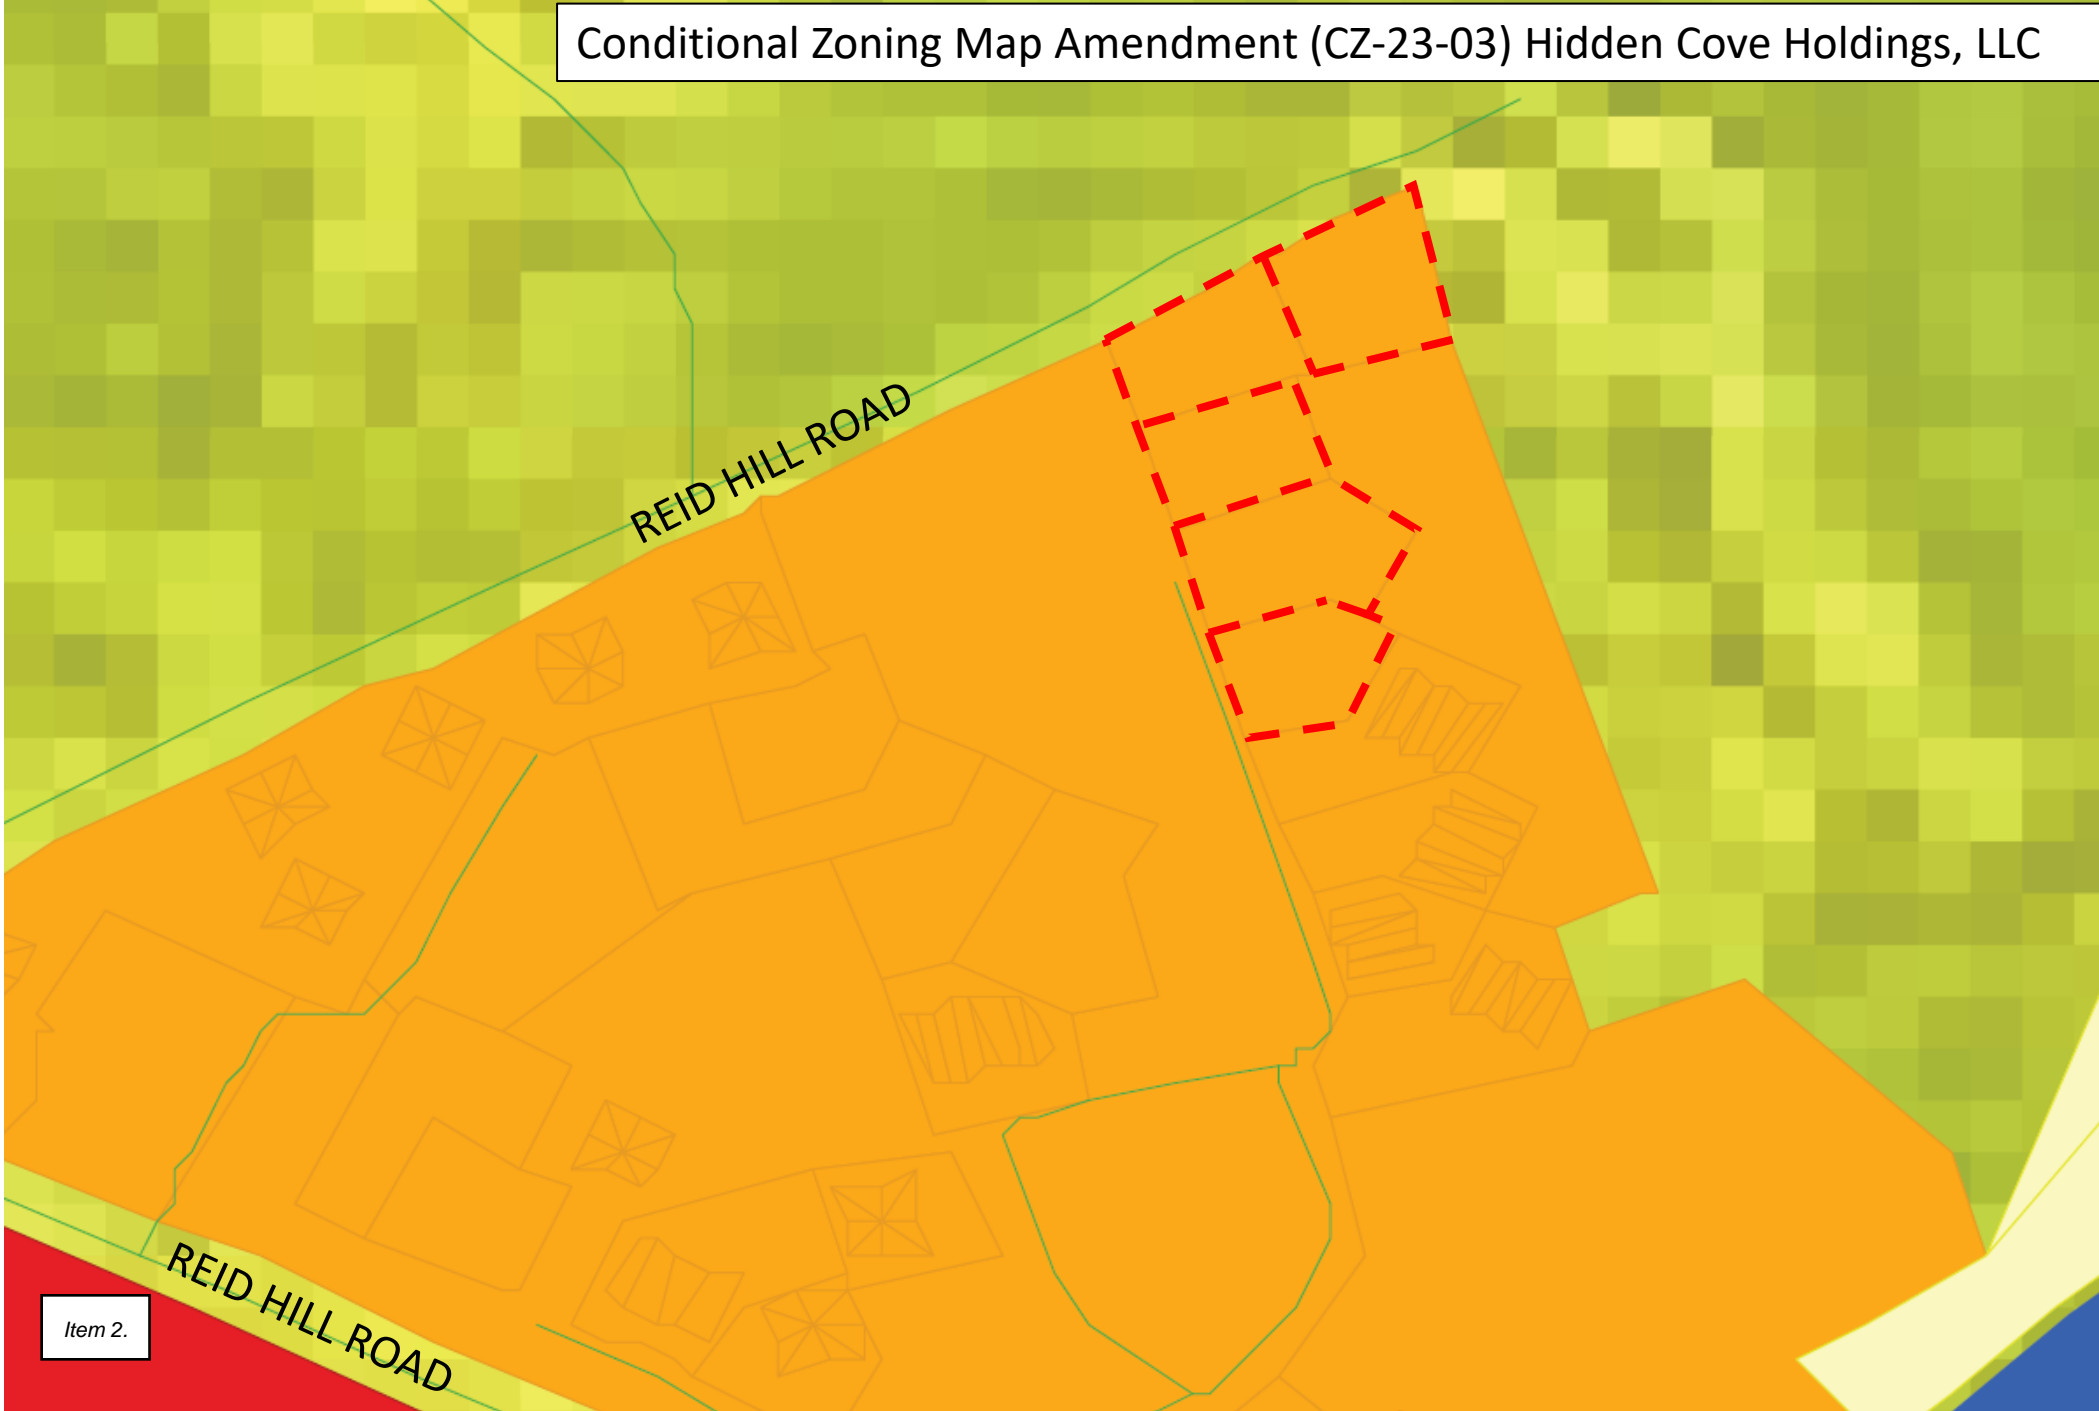 Conditional Zoning Map Amendment (CZ-23-03) Hidden Cove Holdings, LLC
REID HILL ROAD
REID HILL ROAD
Item 2.